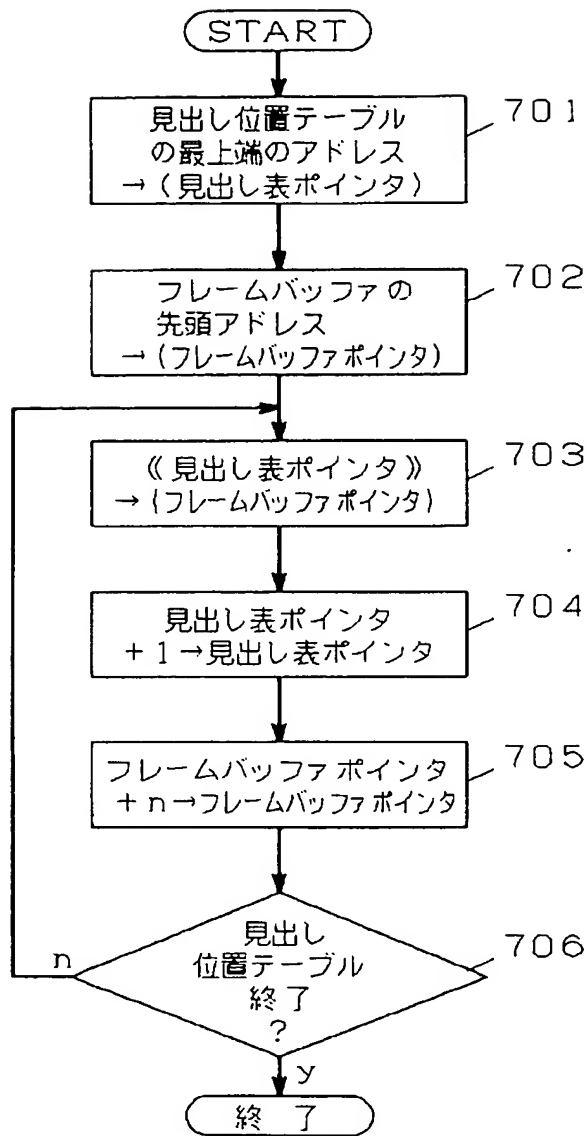 START
見出し位置テーブル
の最上端のアドレス
→(見出し表ポインタ)
701
フレームバッファの
先頭アドレス
→(フレームバッファポインタ)
702
《見出し表ポインタ》
→(フレームバッファポインタ)
703
見出し表ポインタ
+1→見出し表ポインタ
704
フレームバッファポインタ
+n→フレームバッファポインタ
705
見出し
位置テーブル
終了
?
706
n
y
終了